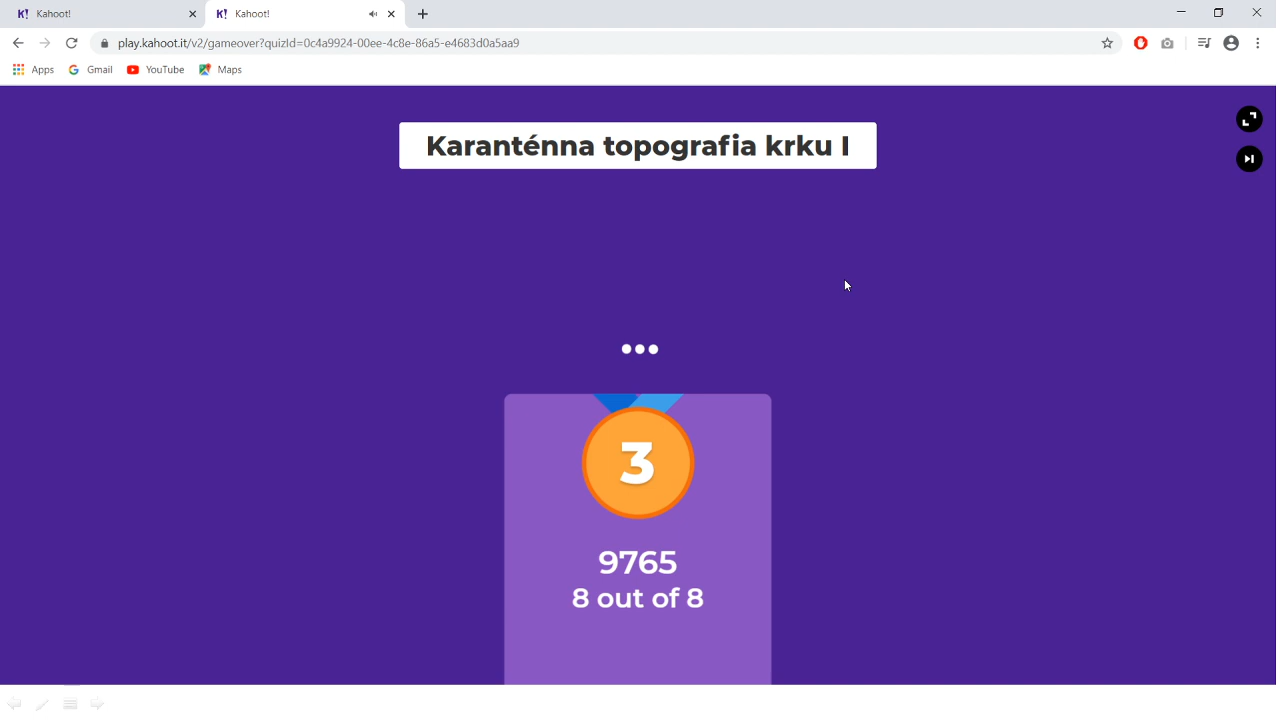 K! Kahoot!
K! Kahoot!
play.kahoot.it/v2/gameover?quizId=0c4a9924-00ee-4c8e-86a5-e4683d0a5aa9
Apps Gmail YouTube Maps
Karanténna topografia krku I
3
9765
8 out of 8